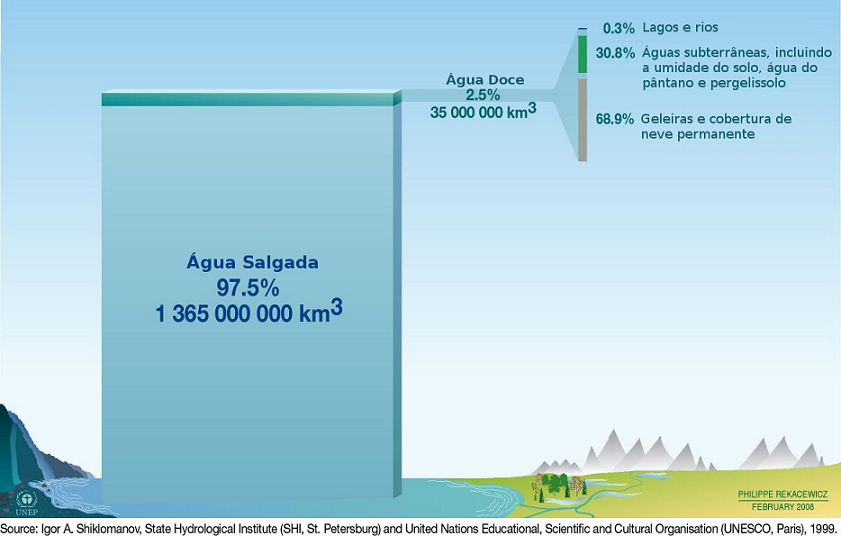 0.3% Lagos e rios
30.8% Águas subterrâneas, incluindo
a umidade do solo, água do
pântano e pergelissolo
68.9% Geleiras e cobertura de
neve permanente
Água Doce
2.5%
35 000 000 km3
Água Salgada
97.5%
1 365 000 000 km3
UNEP
PHILIPPE REKACEWICZ
FEBRUARY 2008
Source: Igor A. Shiklomanov, State Hydrological Institute (SHI, St. Petersburg) and United Nations Educational, Scientific and Cultural Organisation (UNESCO, Paris), 1999.